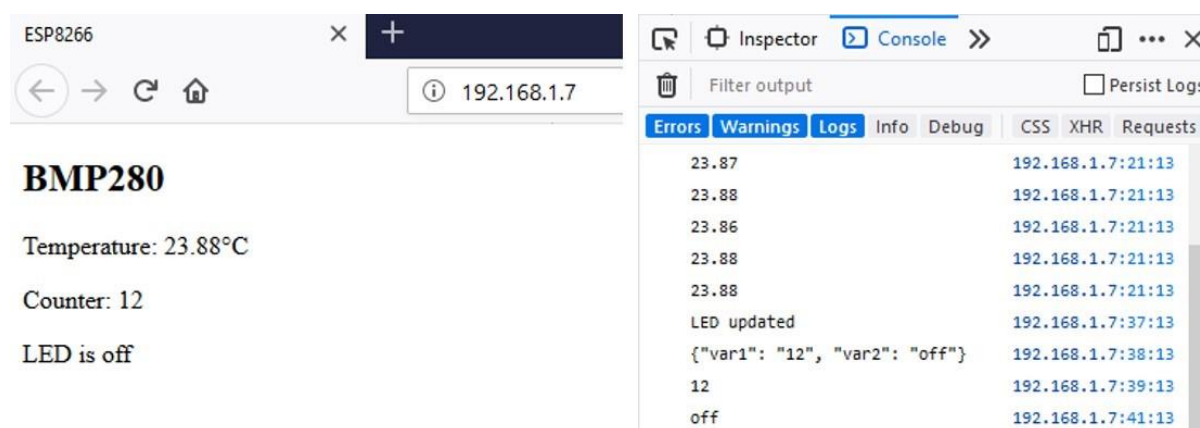 ESP8266
192.168.1.7
BMP280
Temperature: 23.88°C
Counter: 12
LED is off
Inspector Console
Filter output Persist Logs
Errors Warnings Logs Info Debug CSS XHR Requests
23.87 192.168.1.7:21:13
23.88 192.168.1.7:21:13
23.86 192.168.1.7:21:13
23.88 192.168.1.7:21:13
23.88 192.168.1.7:21:13
LED updated 192.168.1.7:37:13
{"var1": "12", "var2": "off"} 192.168.1.7:38:13
12 192.168.1.7:39:13
off 192.168.1.7:41:13